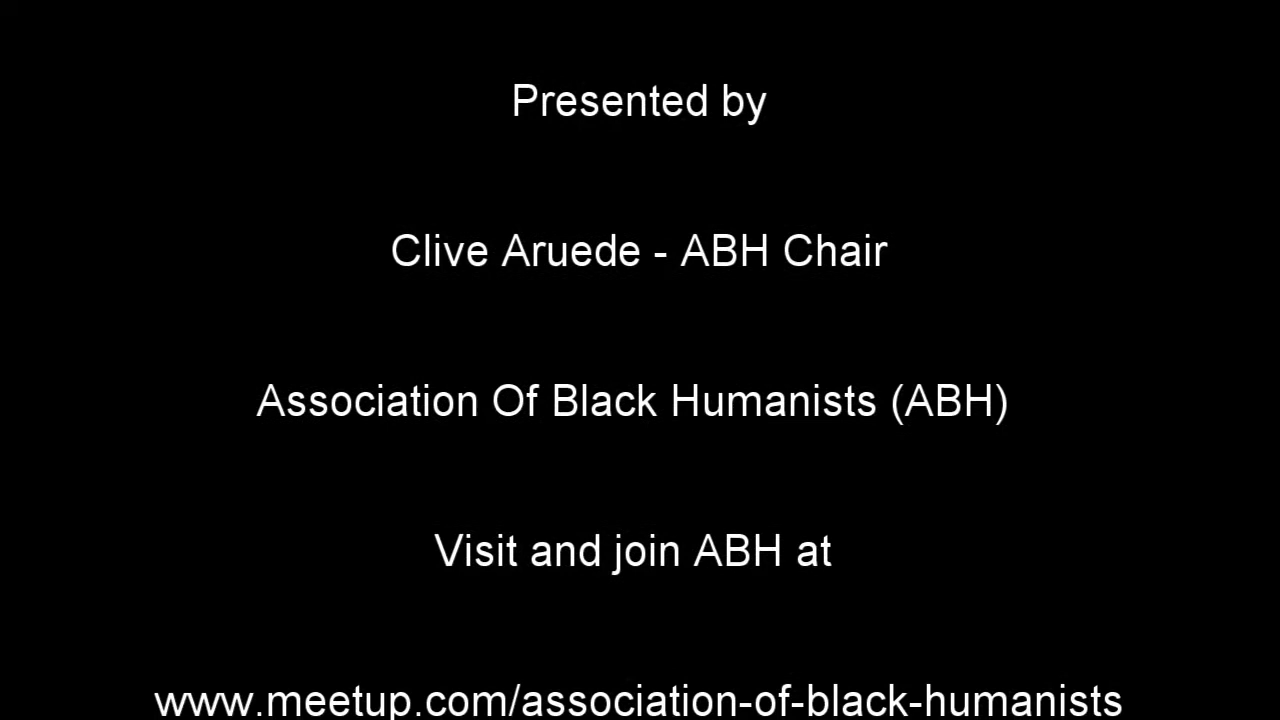 Presented by
Clive Aruede - ABH Chair
Association Of Black Humanists (ABH)
Visit and join ABH at
www.meetup.com/association-of-black-humanists